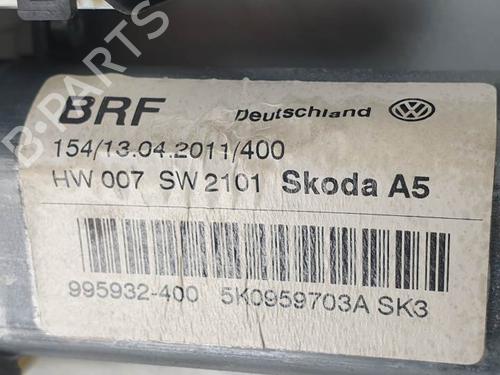 BRF Deutschland
154/13.04.2011/400
HW 007 SW 2101 Skoda A5
995932-400 5K0959703A SK3
B-PARTS